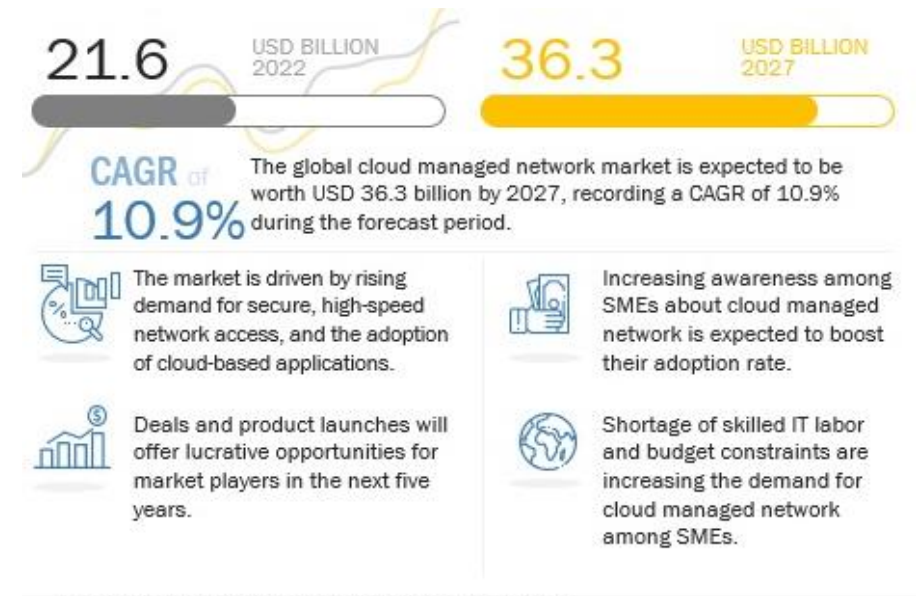 21.6
USD BILLION
2022
36.3
USD BILLION
2027
CAGR of
10.9%
The global cloud managed network market is expected to be
worth USD 36.3 billion by 2027, recording a CAGR of 10.9%
during the forecast period.
The market is driven by rising
demand for secure, high-speed
network access, and the adoption
of cloud-based applications.
Increasing awareness among
SMEs about cloud managed
network is expected to boost
their adoption rate.
Deals and product launches will
offer lucrative opportunities for
market players in the next five
years.
Shortage of skilled IT labor
and budget constraints are
increasing the demand for
cloud managed network
among SMEs.